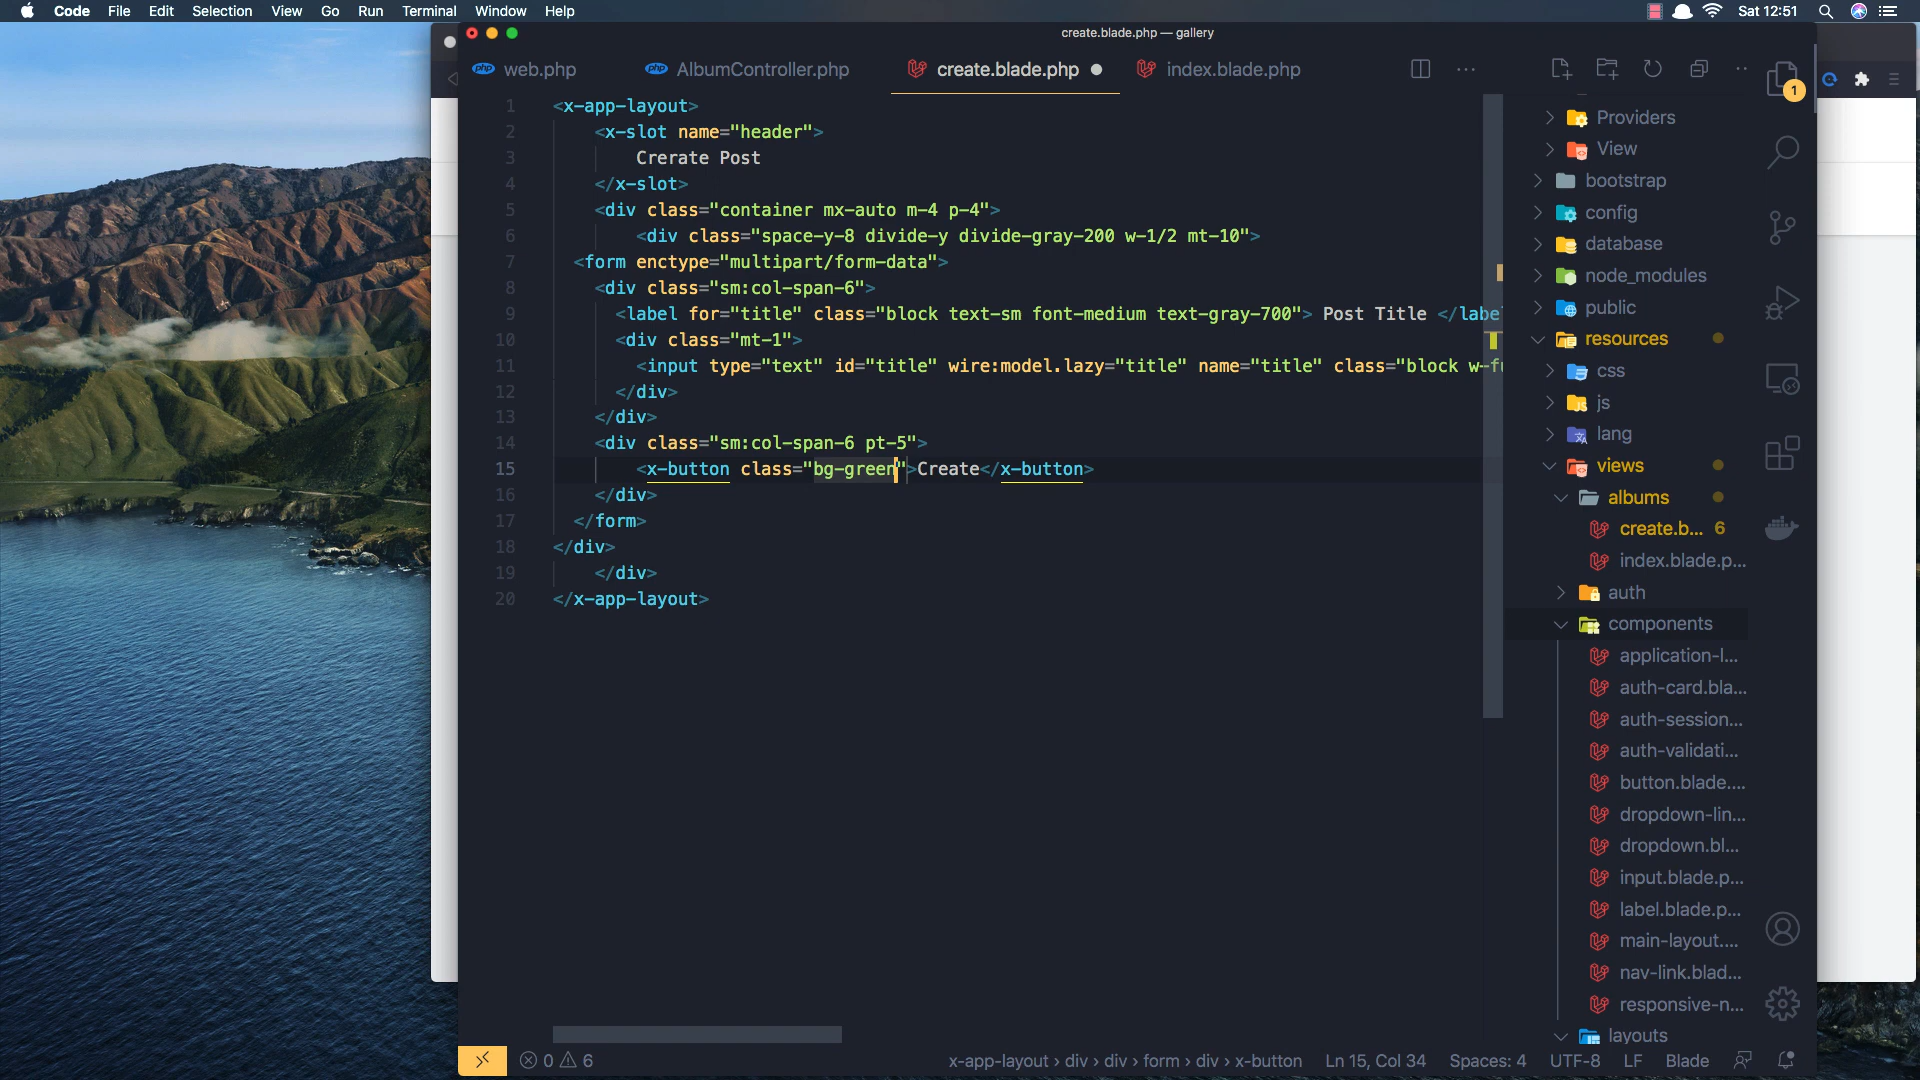 Code File Edit Selection View Go Run Terminal Window Help Sat 12:51
create.blade.php — gallery
web.php AlbumController.php create.blade.php index.blade.php
1
1 <x-app-layout>
2 <x-slot name="header">
3 Crerate Post
4 </x-slot>
5 <div class="container mx-auto m-4 p-4">
6 <div class="space-y-8 divide-y divide-gray-200 w-1/2 mt-10">
7 <form enctype="multipart/form-data">
8 <div class="sm:col-span-6">
9 <label for="title" class="block text-sm font-medium text-gray-700"> Post Title </labe
10 <div class="mt-1">
11 <input type="text" id="title" wire:model.lazy="title" name="title" class="block w-fu
12 </div>
13 </div>
14 <div class="sm:col-span-6 pt-5">
15 <x-button class="bg-green">Create</x-button>
16 </div>
17 </form>
18 </div>
19 </div>
20 </x-app-layout>
Providers
View
bootstrap
config
database
node_modules
public
resources
css
js
lang
views
albums
create.b... 6
index.blade.p...
auth
components
application-l...
auth-card.bla...
auth-session...
auth-validati...
button.blade....
dropdown-lin...
dropdown.bl...
input.blade.p...
label.blade.p...
main-layout....
nav-link.blad...
responsive-n...
layouts
0 6 x-app-layout › div › div › form › div › x-button Ln 15, Col 34 Spaces: 4 UTF-8 LF Blade